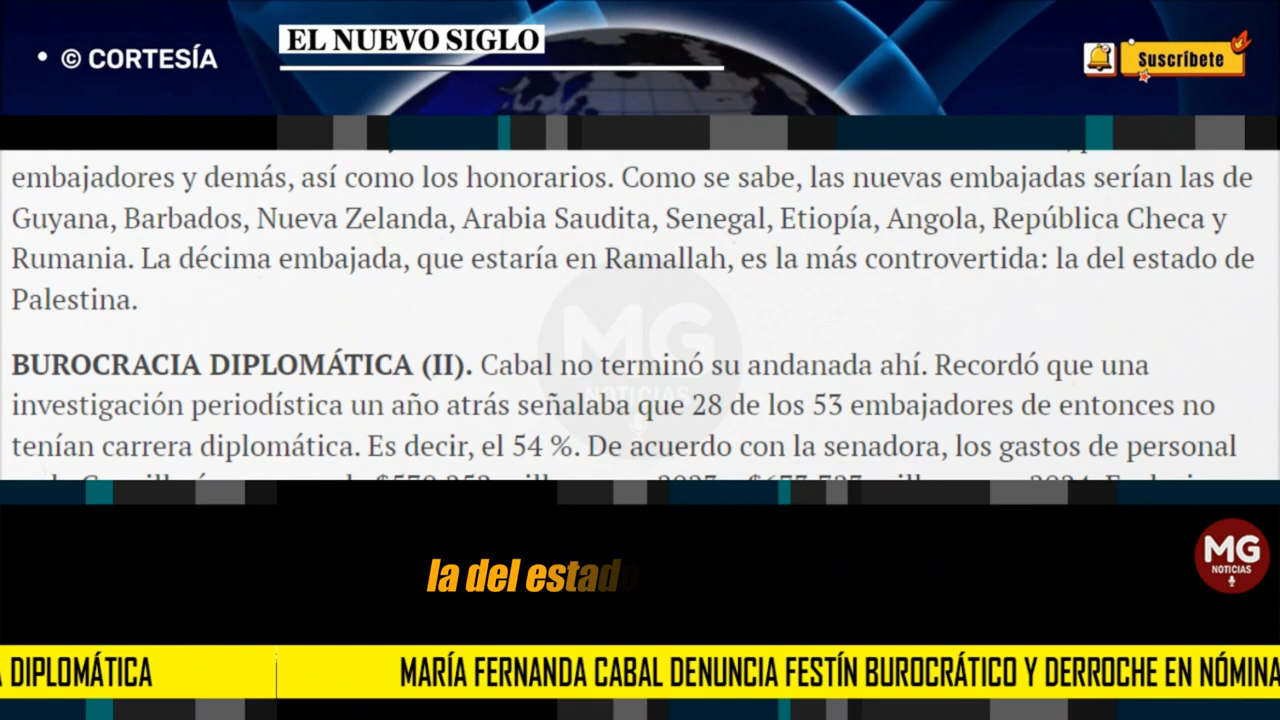 • © CORTESÍA
EL NUEVO SIGLO
Suscríbete
embajadores y demás, así como los honorarios. Como se sabe, las nuevas embajadas serían las de
Guyana, Barbados, Nueva Zelanda, Arabia Saudita, Senegal, Etiopía, Angola, República Checa y
Rumania. La décima embajada, que estaría en Ramallah, es la más controvertida: la del estado de
Palestina.
MG
NOTICIAS
BUROCRACIA DIPLOMÁTICA (II). Cabal no terminó su andanada ahí. Recordó que una
investigación periodística un año atrás señalaba que 28 de los 53 embajadores de entonces no
tenían carrera diplomática. Es decir, el 54 %. De acuerdo con la senadora, los gastos de personal
la del estado
MG
NOTICIAS
DIPLOMÁTICA
MARÍA FERNANDA CABAL DENUNCIA FESTÍN BUROCRÁTICO Y DERROCHE EN NÓMINA